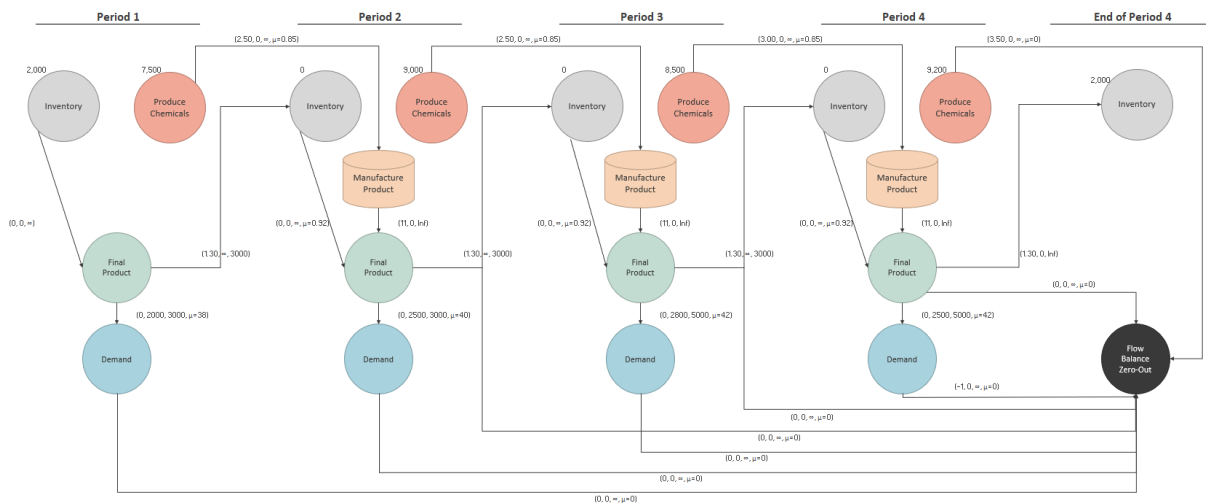 Period 1
Period 2
Period 3
Period 4
End of Period 4
(2.50, 0, ∞, μ=0.85)
(2.50, 0, ∞, μ=0.85)
(3.00, 0, ∞, μ=0.85)
(3.50, 0, ∞, μ=0)
2,000
7,500
0
9,000
0
8,500
0
9,200
2,000
Inventory
Produce
Chemicals
Inventory
Produce
Chemicals
Inventory
Produce
Chemicals
Inventory
Produce
Chemicals
Inventory
Manufacture
Product
Manufacture
Product
Manufacture
Product
(0, 0, ∞)
(0, 0, ∞, μ=0.92)
(11, 0, Inf)
(0, 0, ∞, μ=0.92)
(11, 0, Inf)
(0, 0, ∞, μ=0.92)
(11, 0, Inf)
Final
Product
(1.30, ∞, 3000)
Final
Product
(1.30, ∞, 3000)
Final
Product
(1.30, ∞, 3000)
Final
Product
(1.30, 0, Inf)
(0, 0, ∞, μ=0)
(0, 2000, 3000, μ=38)
(0, 2500, 3000, μ=40)
(0, 2800, 5000, μ=42)
(0, 2500, 5000, μ=42)
Demand
Demand
Demand
Demand
Flow
Balance
Zero-Out
(-1, 0, ∞, μ=0)
(0, 0, ∞, μ=0)
(0, 0, ∞, μ=0)
(0, 0, ∞, μ=0)
(0, 0, ∞, μ=0)
(0, 0, ∞, μ=0)